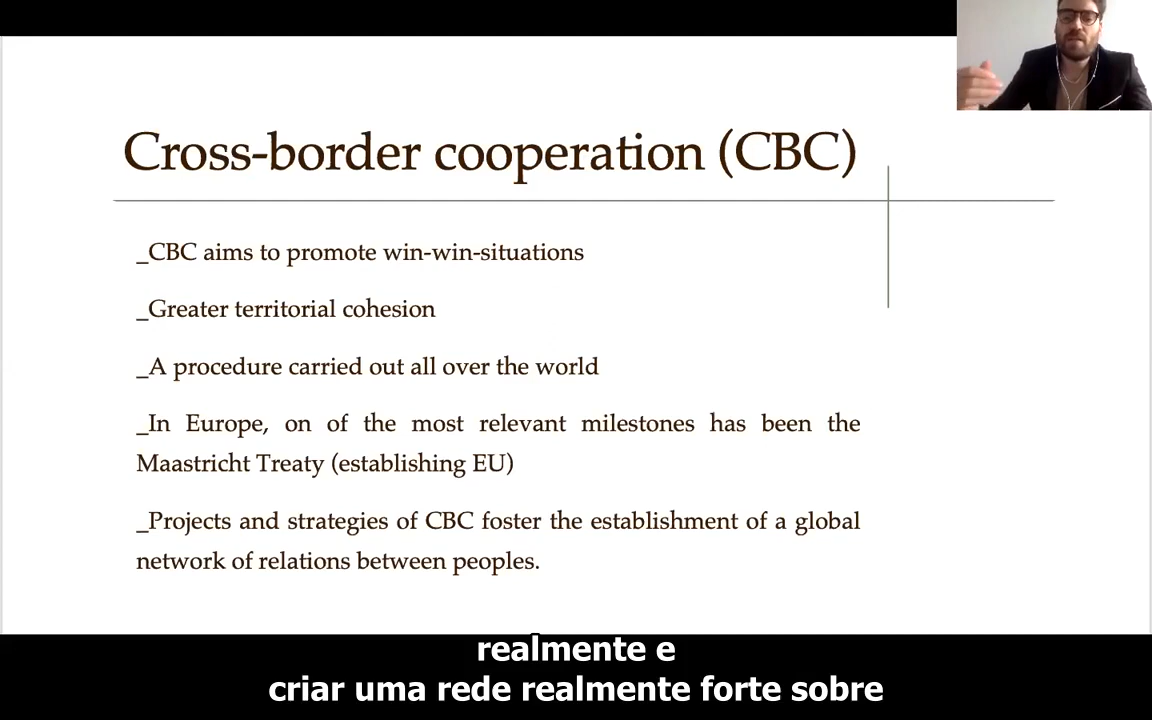 Cross-border cooperation (CBC)
_CBC aims to promote win-win-situations
_Greater territorial cohesion
_A procedure carried out all over the world
_In Europe, on of the most relevant milestones has been the
Maastricht Treaty (establishing EU)
_Projects and strategies of CBC foster the establishment of a global
network of relations between peoples.
realmente e
criar uma rede realmente forte sobre